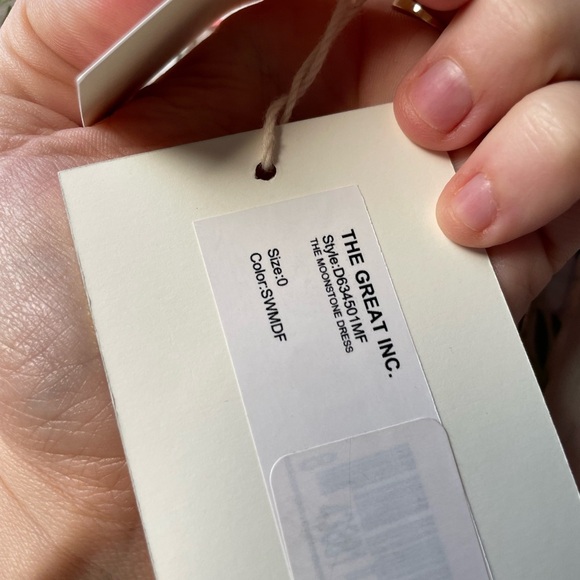 THE GREAT INC.
Style:D634501MF
THE MOONSTONE DRESS
Size:0
Color:SWMDF